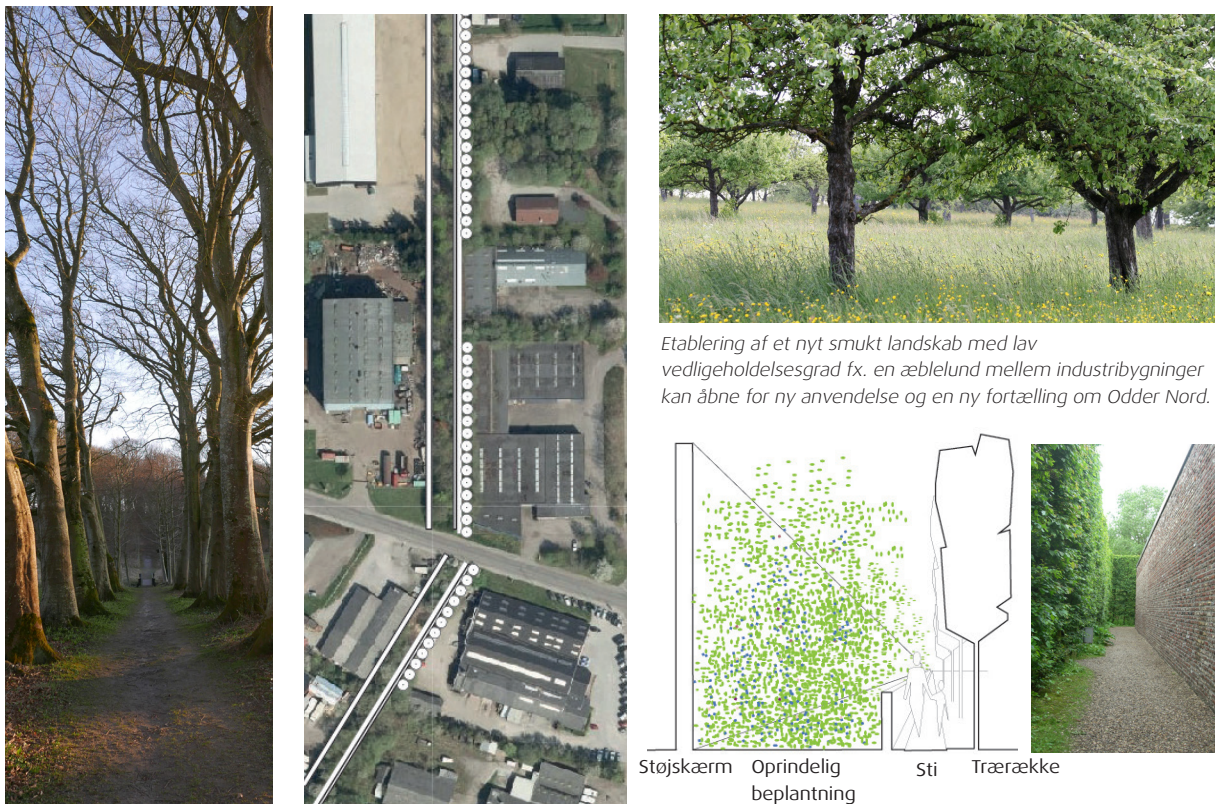 Etablering af et nyt smukt landskab med lav
vedligeholdelsesgrad fx. en æblelund mellem industribygninger
kan åbne for ny anvendelse og en ny fortælling om Odder Nord.
Støjskærm
Oprindelig
beplantning
Sti
Trærække